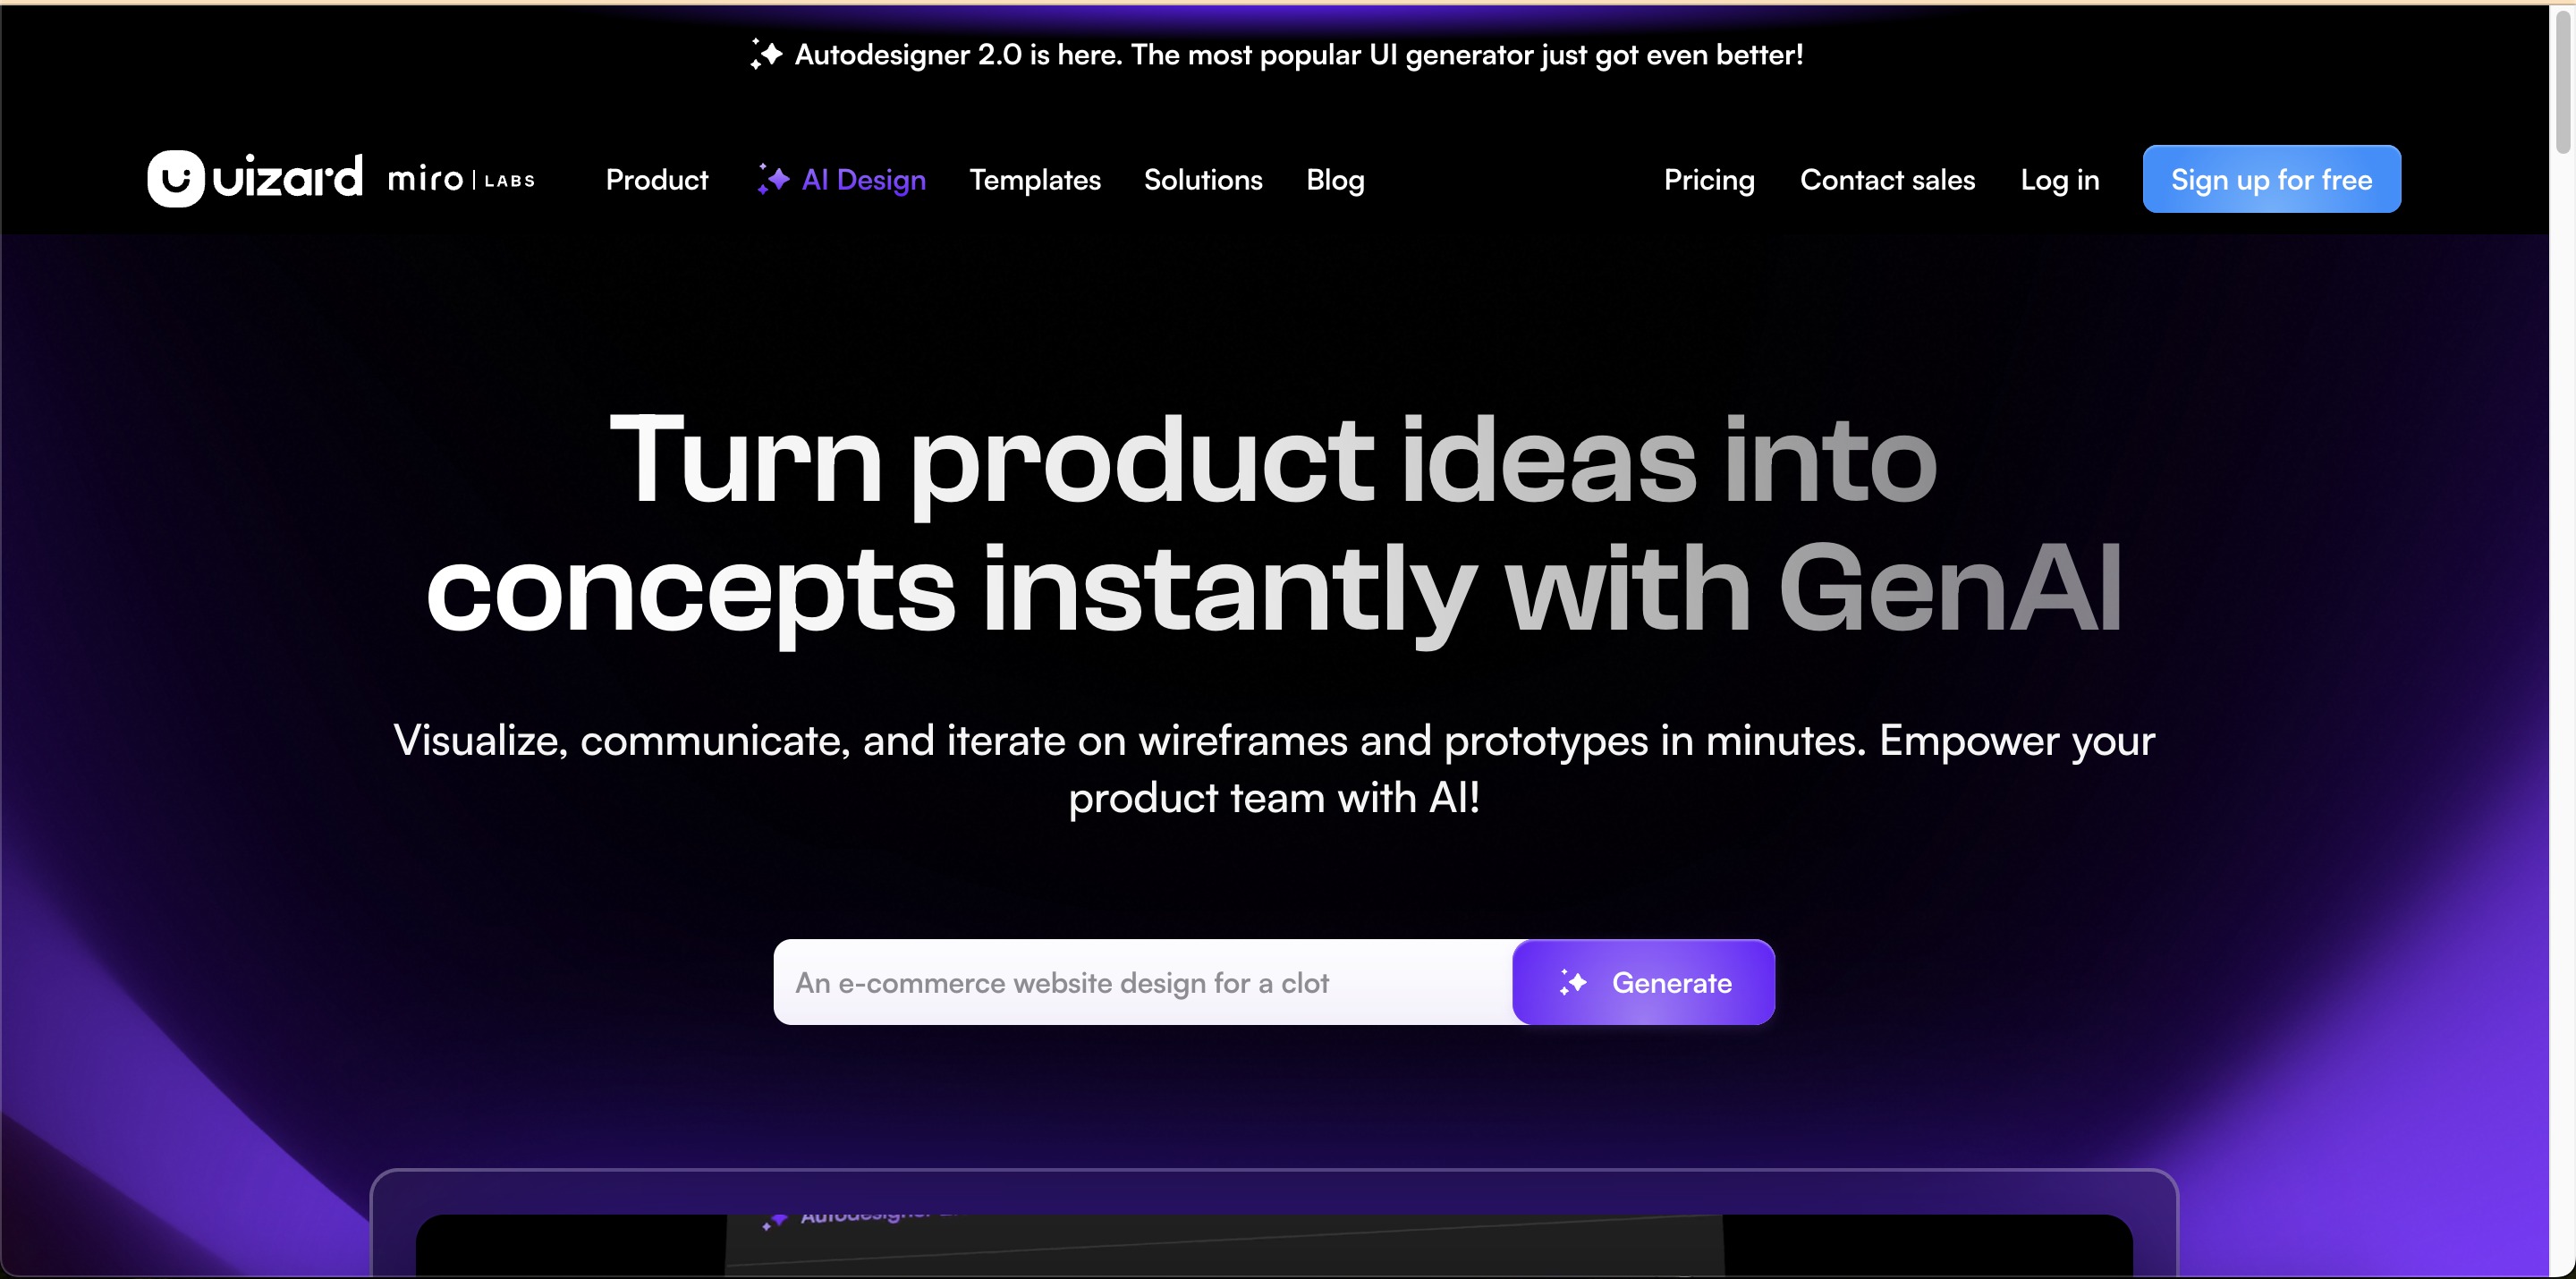 Autodesigner 2.0 is here. The most popular UI generator just got even better!
uizard miro | LABS Product AI Design Templates Solutions Blog Pricing Contact sales Log in Sign up for free
Turn product ideas into
concepts instantly with GenAI
Visualize, communicate, and iterate on wireframes and prototypes in minutes. Empower your
product team with AI!
An e-commerce website design for a clot Generate
Autodesigner